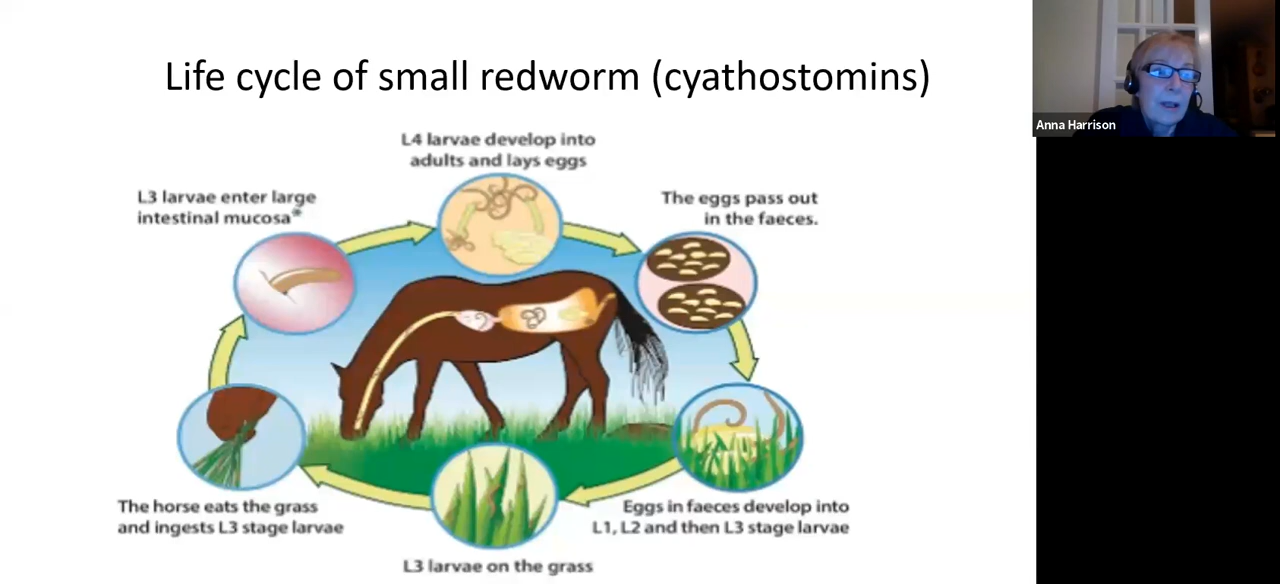 Life cycle of small redworm (cyathostomins)
Anna Harrison
L4 larvae develop into
adults and lays eggs
L3 larvae enter large
intestinal mucosa*
The eggs pass out
in the faeces.
The horse eats the grass
and ingests L3 stage larvae
Eggs in faeces develop into
L1, L2 and then L3 stage larvae
L3 larvae on the grass